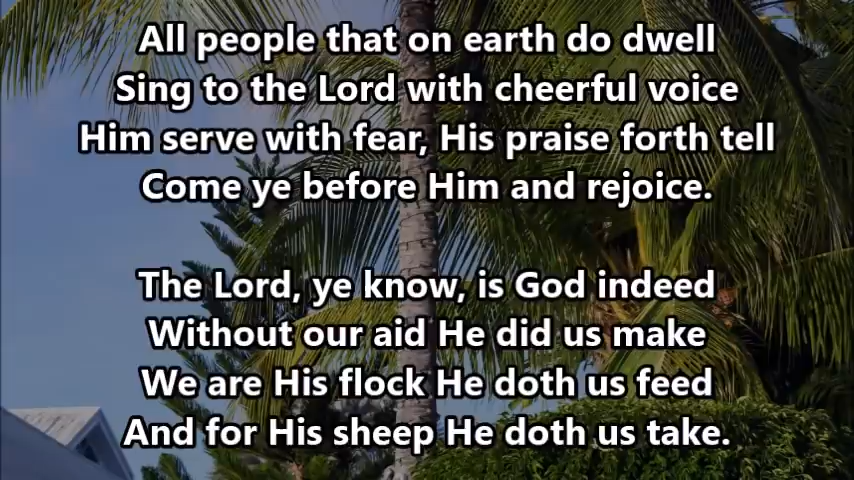 All people that on earth do dwell
Sing to the Lord with cheerful voice
Him serve with fear, His praise forth tell
Come ye before Him and rejoice.
The Lord, ye know, is God indeed
Without our aid He did us make
We are His flock He doth us feed
And for His sheep He doth us take.